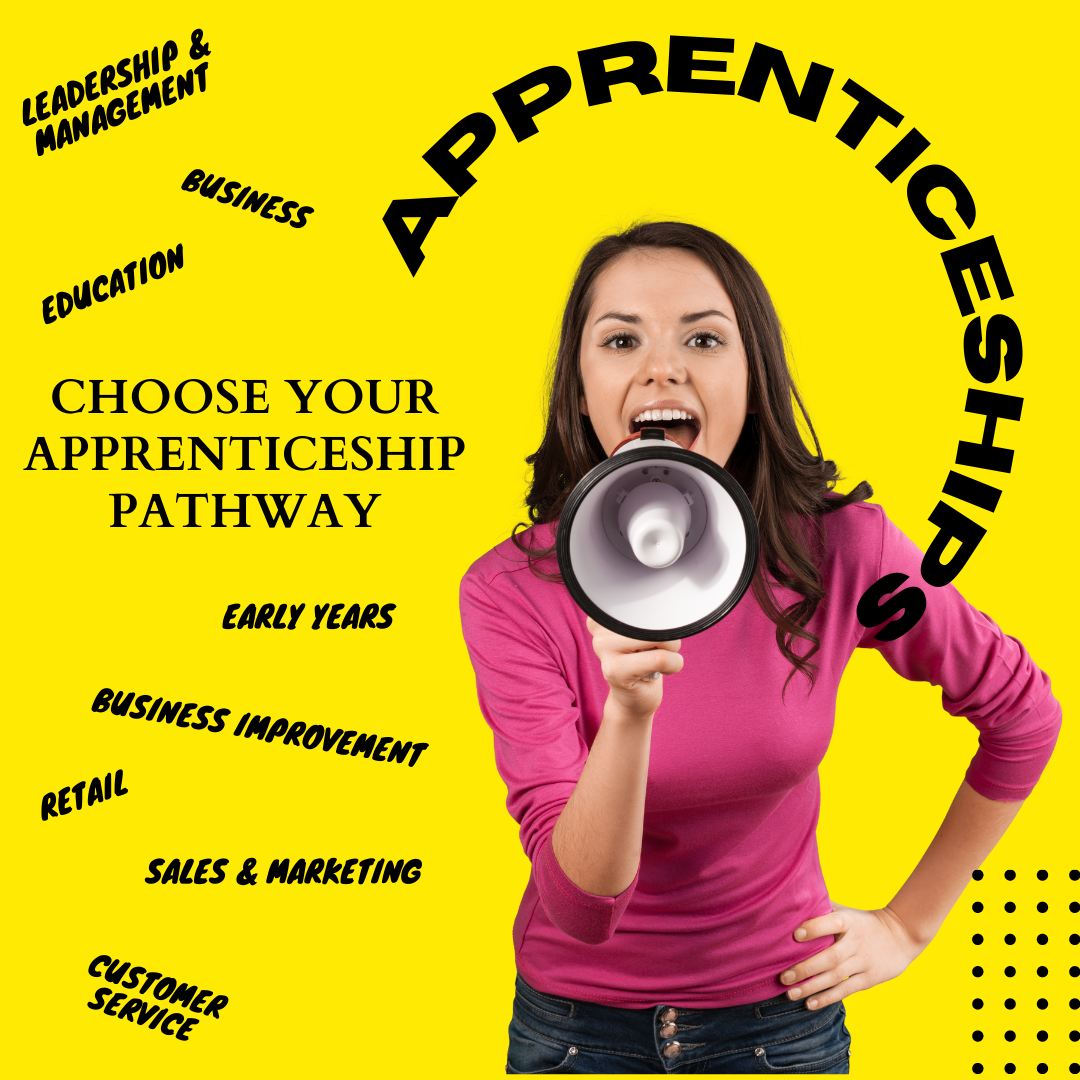 LEADERSHIP &
MANAGEMENT
APPRENTICESHIPS
BUSINESS
EDUCATION
CHOOSE YOUR
APPRENTICESHIP
PATHWAY
EARLY YEARS
BUSINESS IMPROVEMENT
RETAIL
SALES & MARKETING
CUSTOMER
SERVICE